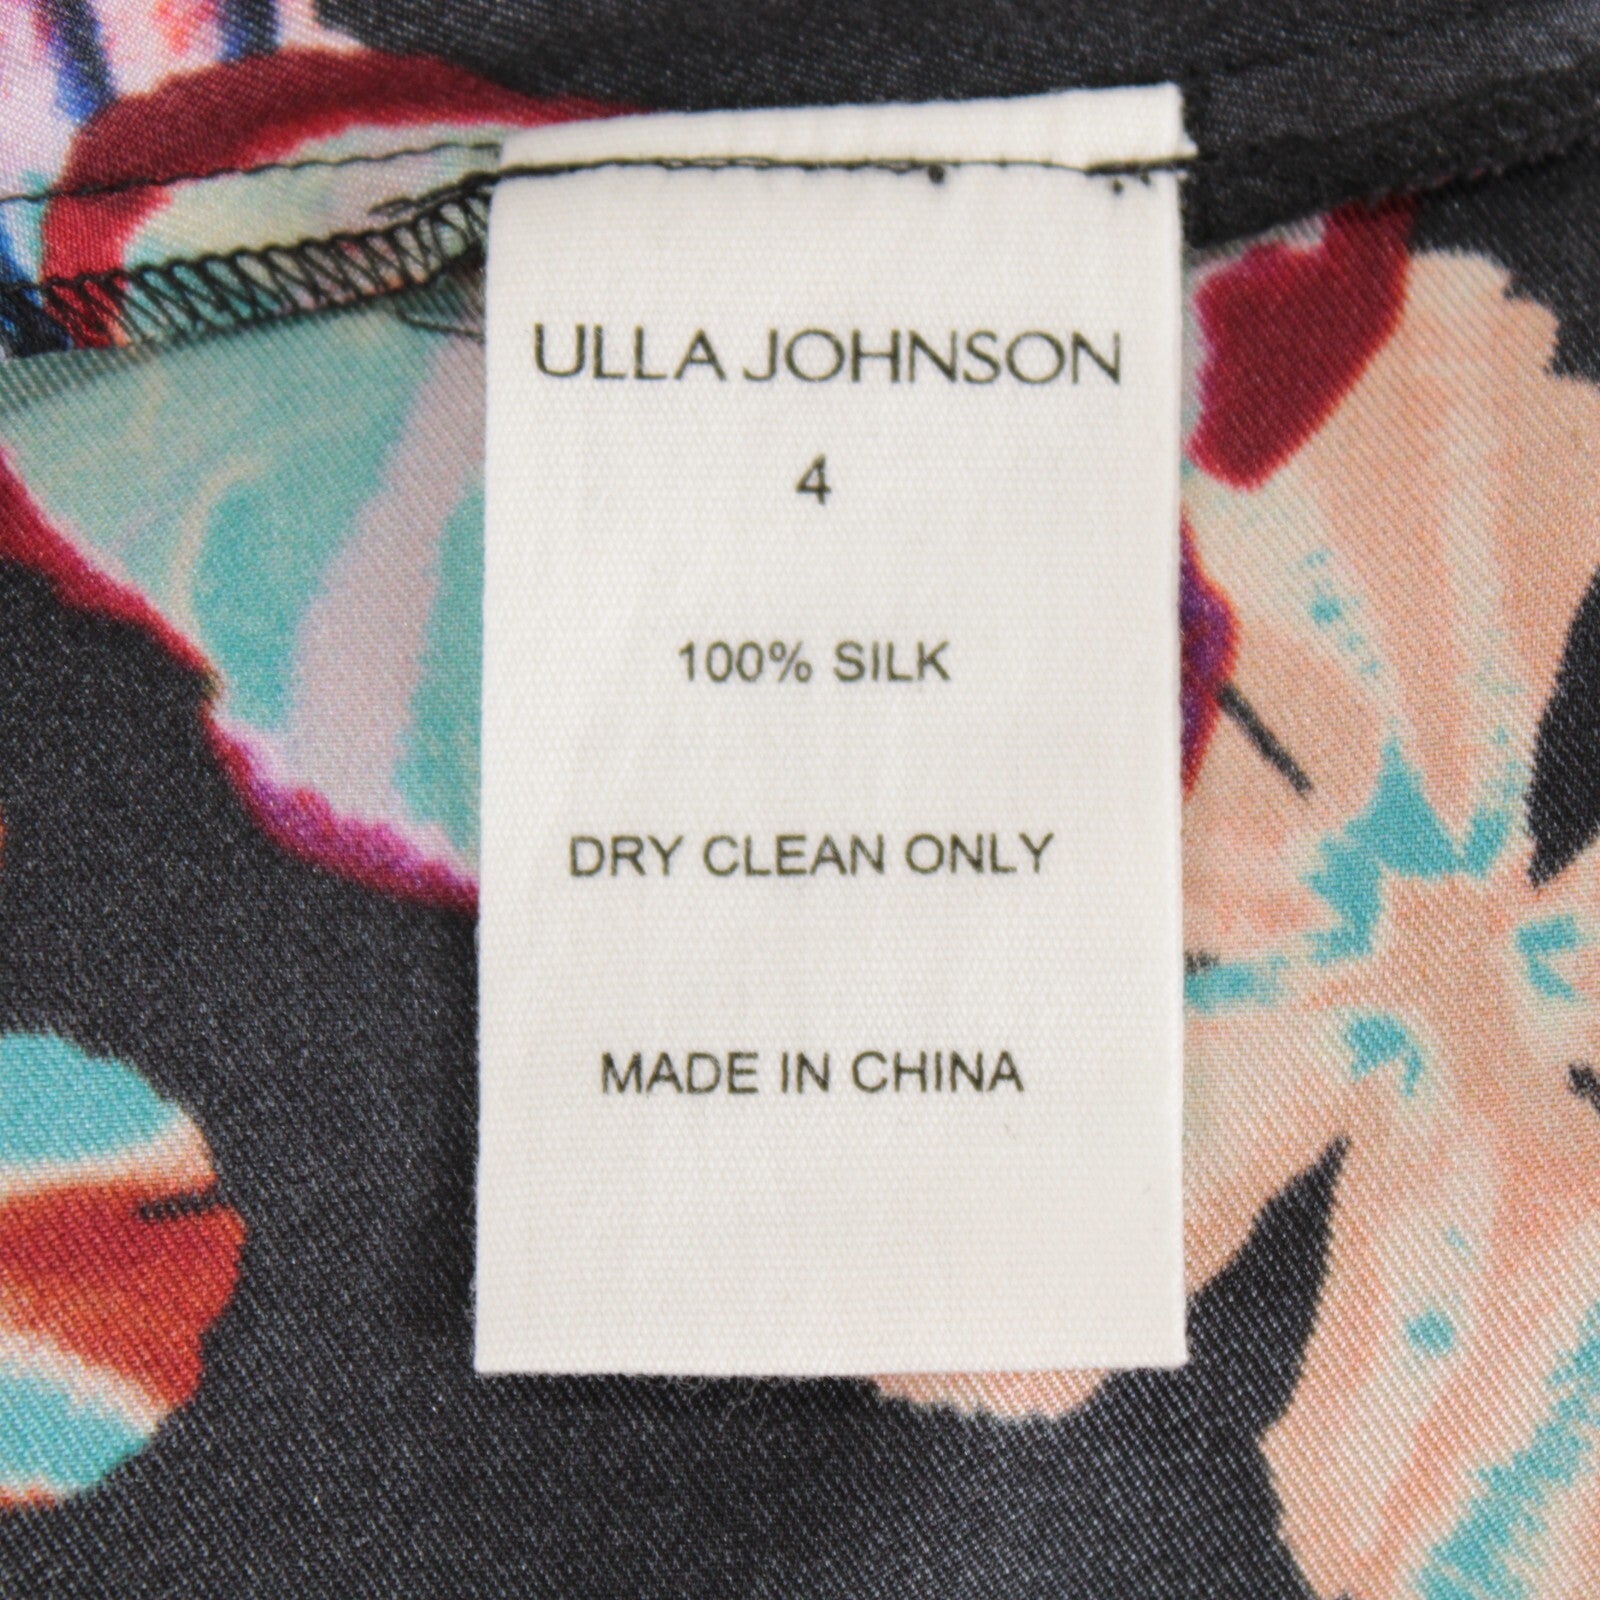 ULLA JOHNSON
4
100% SILK
DRY CLEAN ONLY
MADE IN CHINA